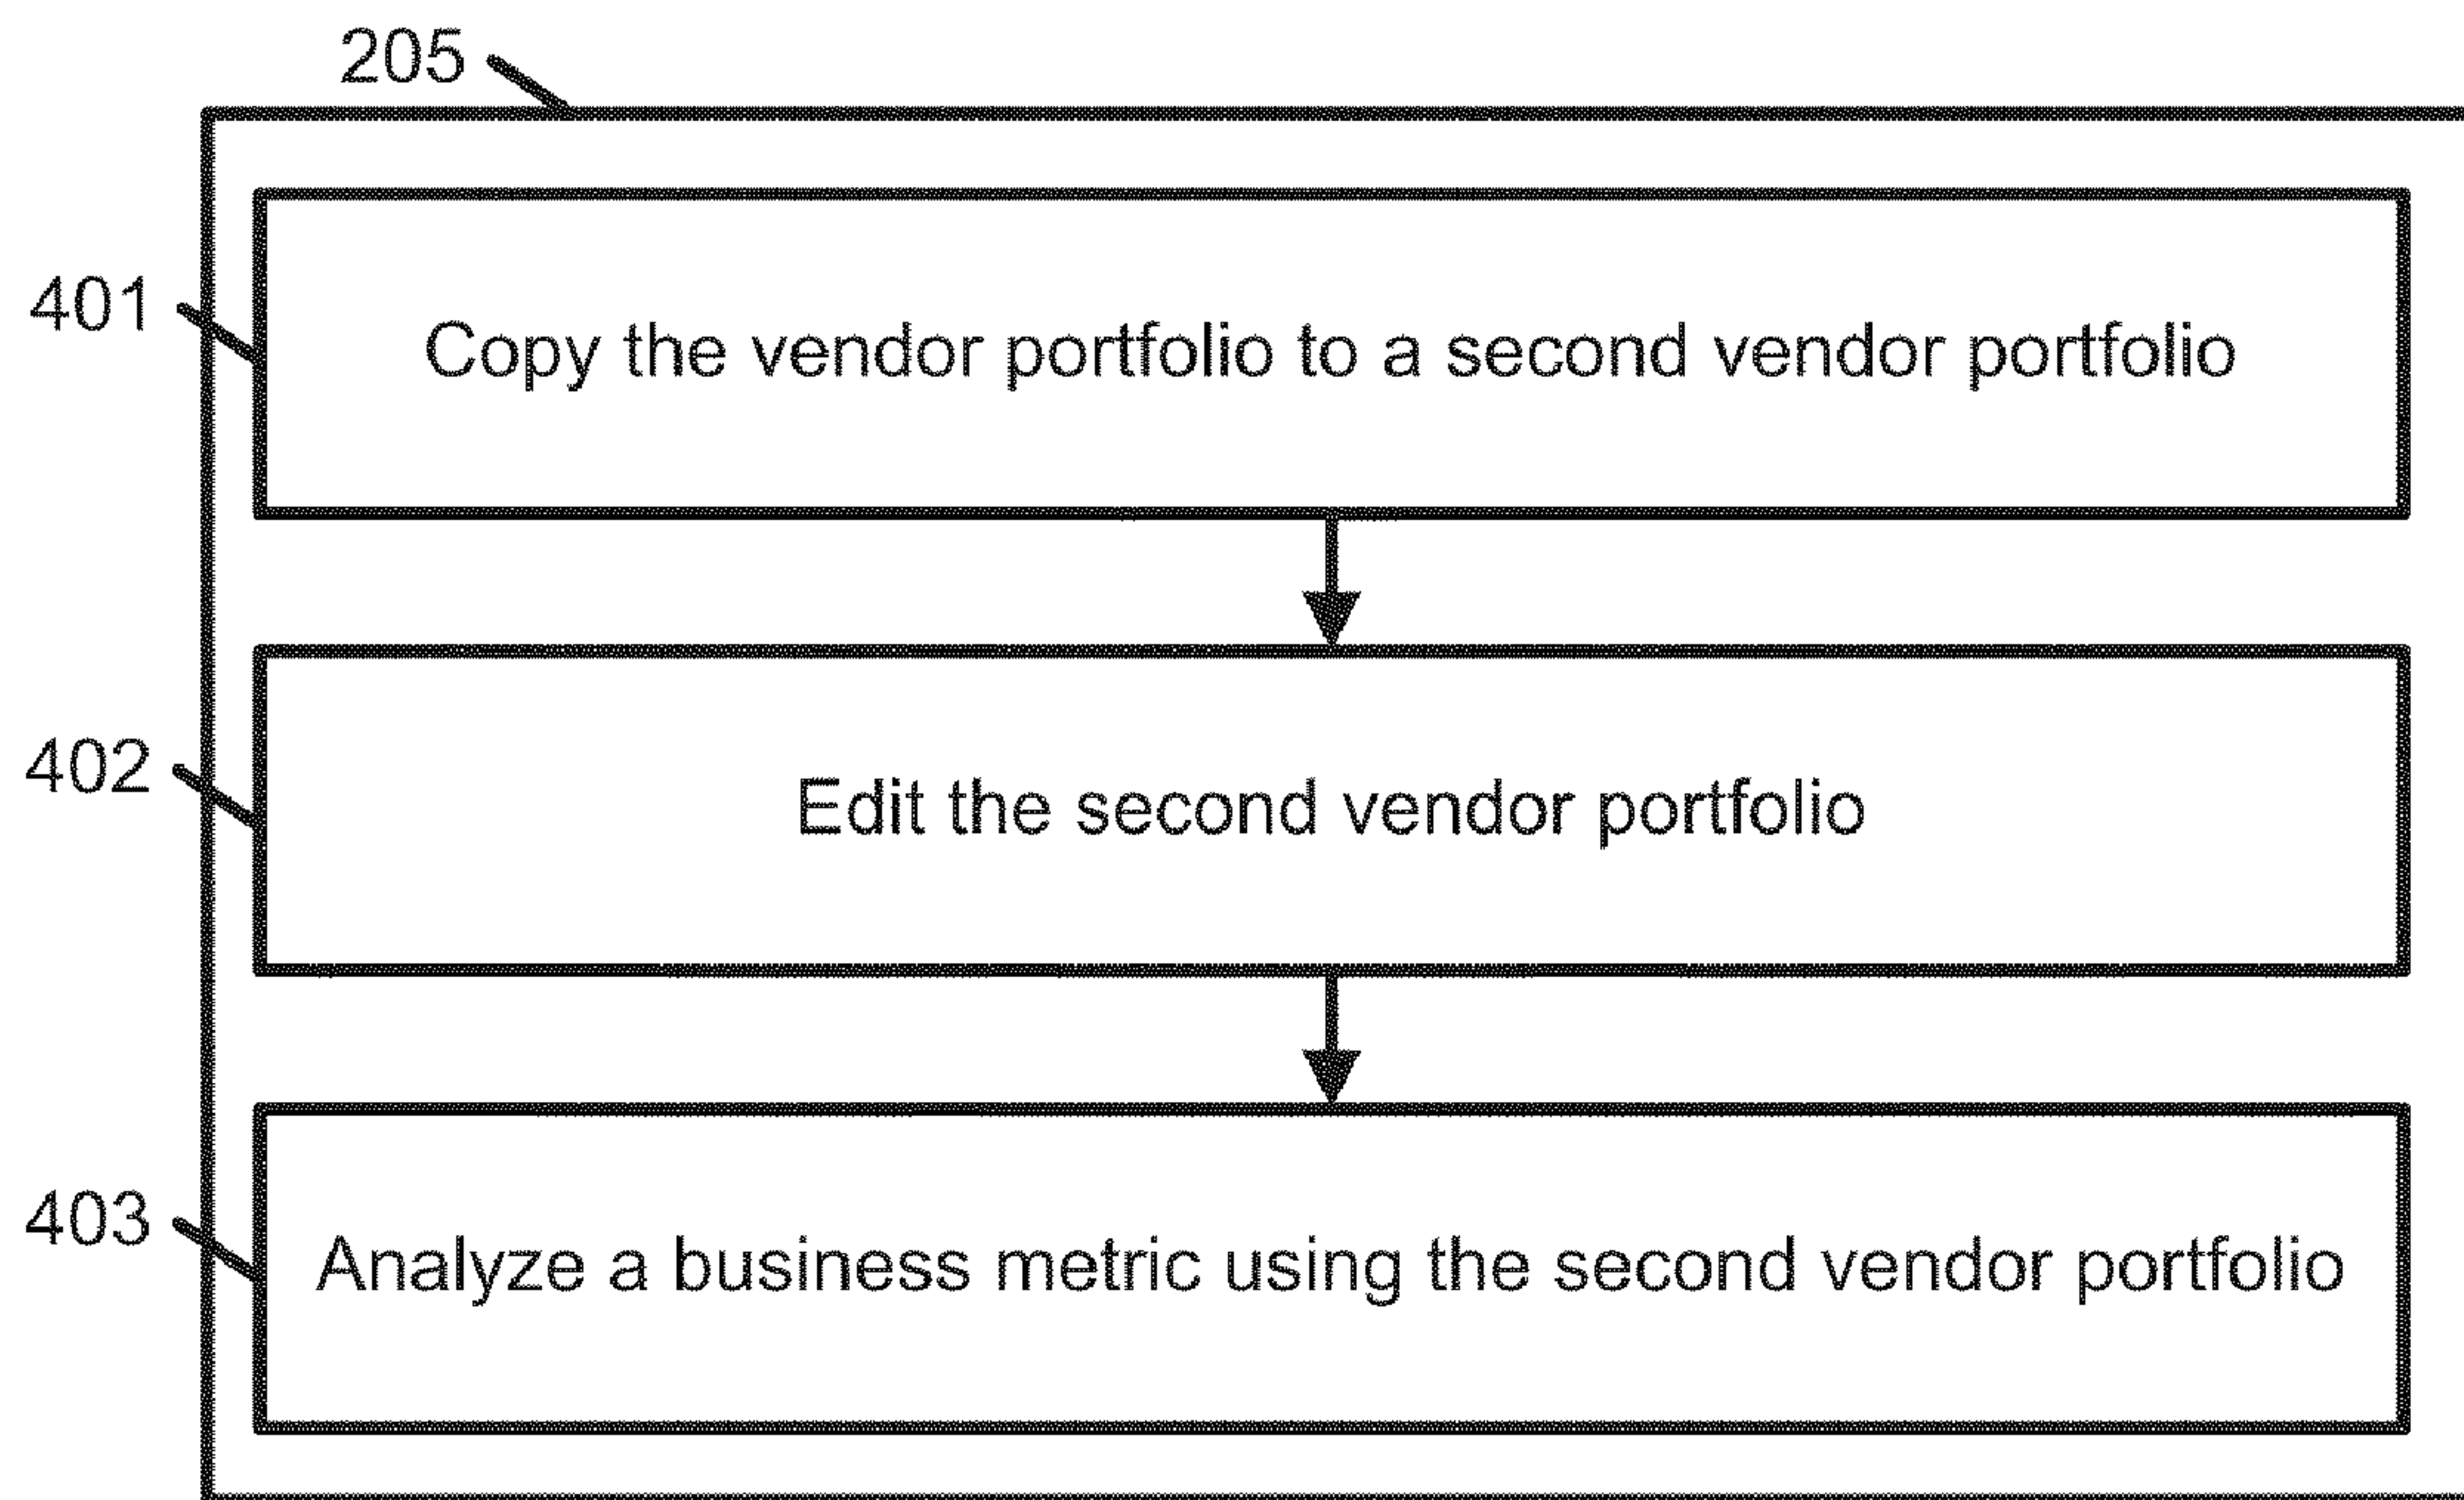 205
401
Copy the vendor portfolio to a second vendor portfolio
402
Edit the second vendor portfolio
403
Analyze a business metric using the second vendor portfolio